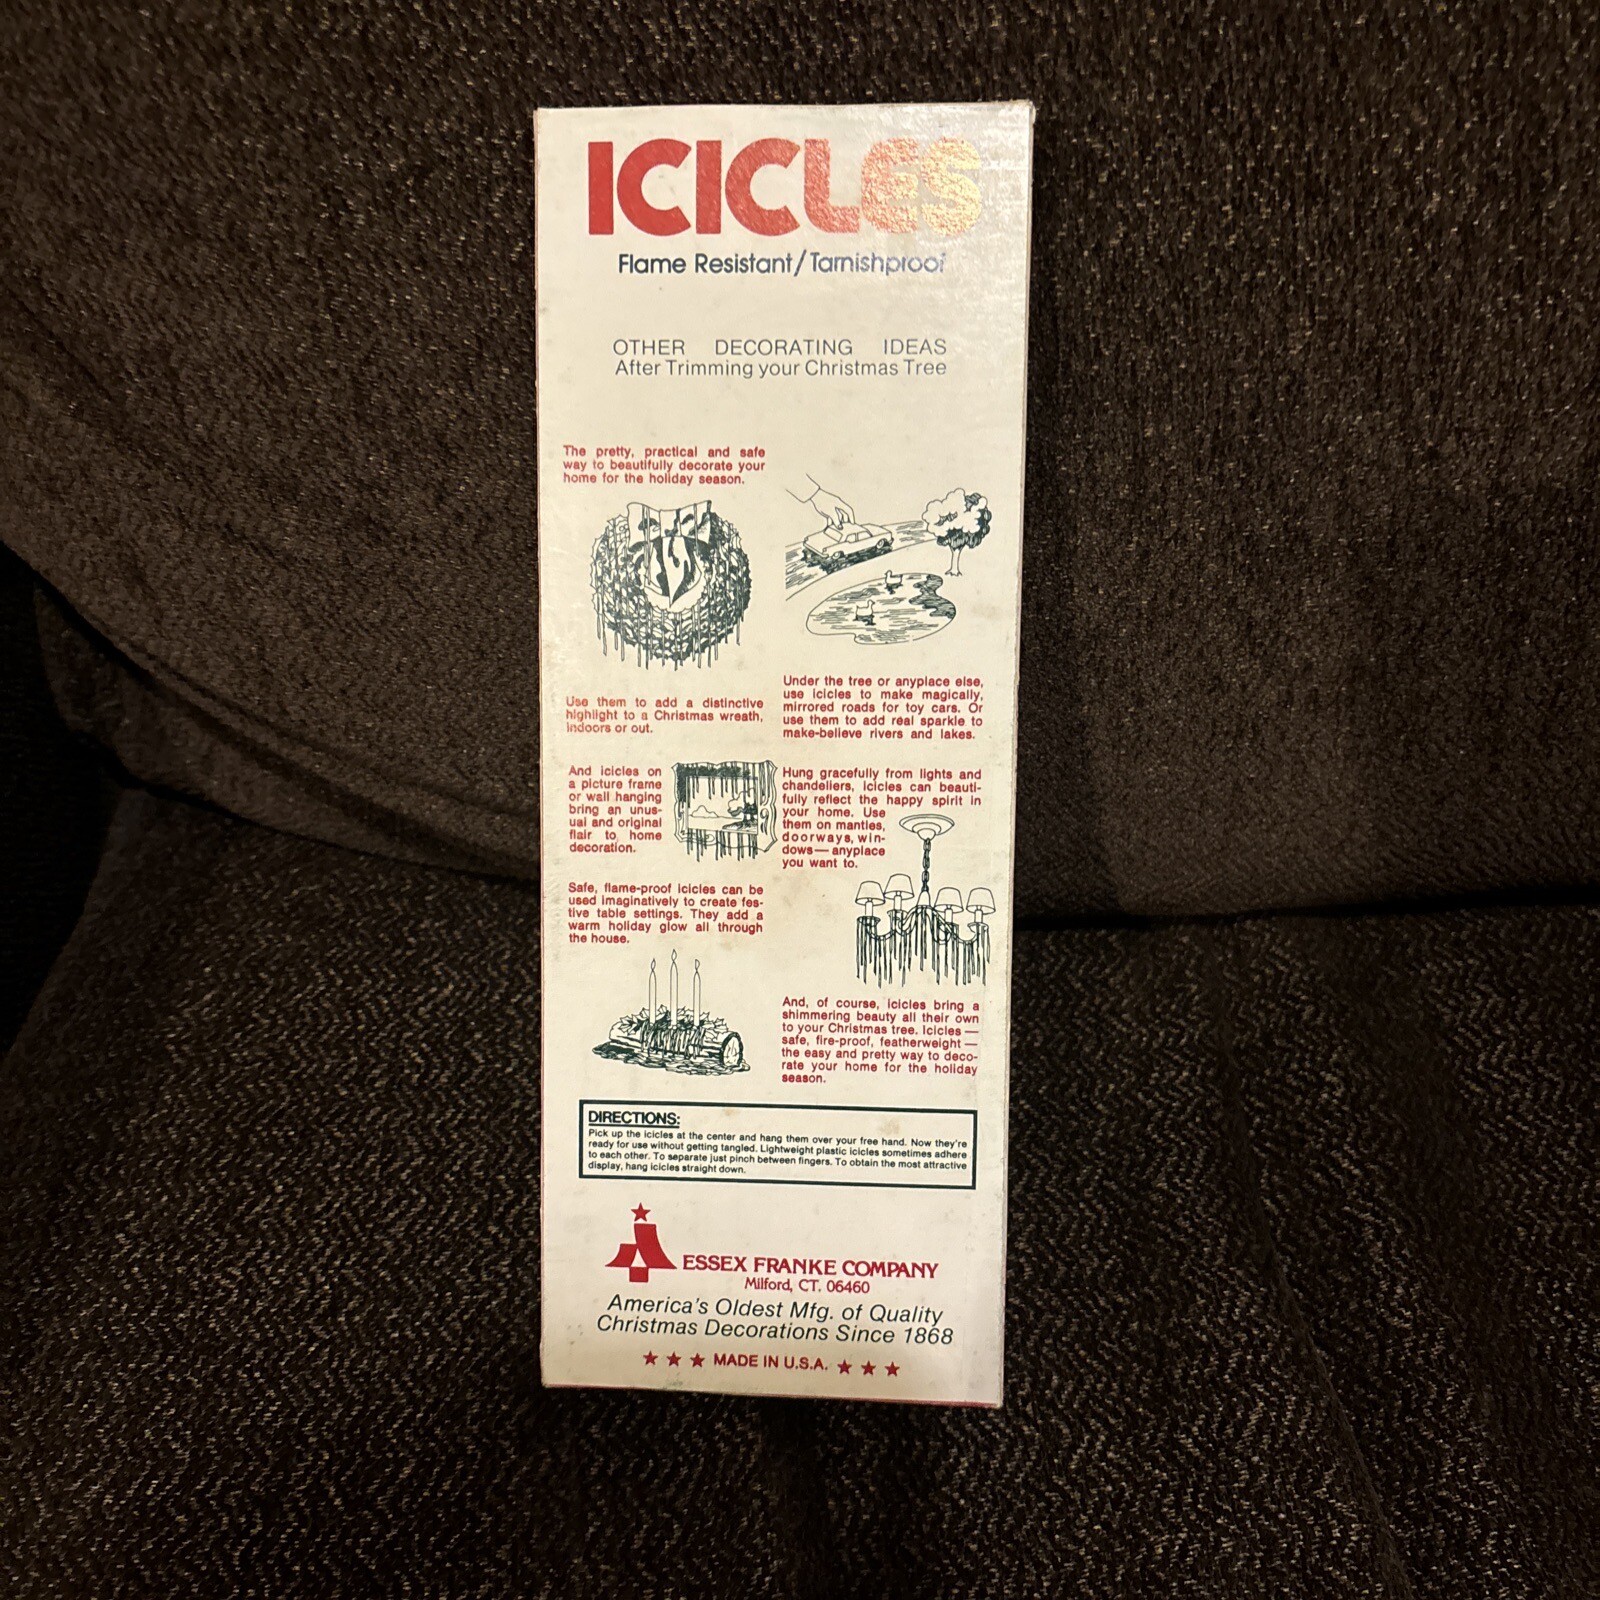 ICICLES
Flame Resistant/Tarnishproof
OTHER DECORATING IDEAS
After Trimming your Christmas Tree
The pretty, practical and safe
way to beautifully decorate your
home for the holiday season.
Use them to add a distinctive
highlight to a Christmas wreath,
indoors or out.
Under the tree or anyplace else,
use icicles to make magically,
mirrored roads for toy cars. Or
use them to add real sparkle to
make-believe rivers and lakes.
And icicles on
a picture frame
or wall hanging
bring an unus-
ual and original
flair to home
decoration.
Hung gracefully from lights and
chandeliers, icicles can beauti-
fully reflect the happy spirit in
your home. Use
them on mantles,
doorways, win-
dows—anyplace
you want to.
Safe, flame-proof icicles can be
used imaginatively to create fes-
tive table settings. They add a
warm holiday glow all through
the house.
And, of course, icicles bring a
shimmering beauty all their own
to your Christmas tree. Icicles—
safe, fire-proof, featherweight—
the easy and pretty way to deco-
rate your home for the holiday
season.
DIRECTIONS:
Pick up the icicles at the center and hang them over your free hand. Now they're
ready for use without getting tangled. Lightweight plastic icicles sometimes adhere
to each other. To separate just pinch between fingers. To obtain the most attractive
display, hang icicles straight down.
ESSEX FRANKE COMPANY
Milford, CT. 06460
America's Oldest Mfg. of Quality
Christmas Decorations Since 1868
★ ★ ★ MADE IN U.S.A. ★ ★ ★